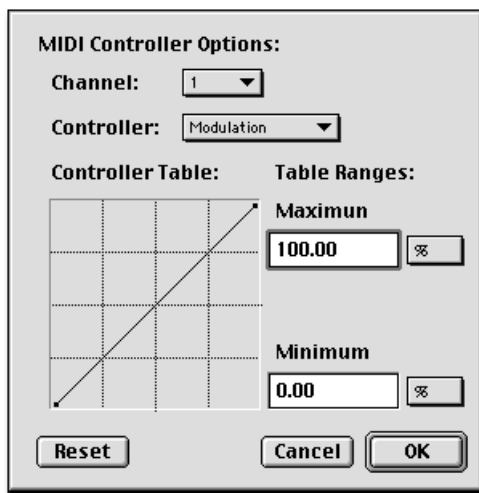 MIDI Controller Options:
Channel: 1
Controller: Modulation
Controller Table: Table Ranges:
Maximun
100.00 %
Minimum
0.00 %
Reset Cancel OK